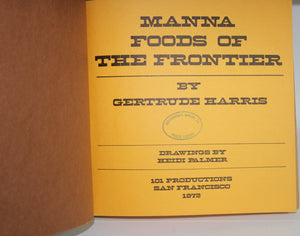 MANNA
FOODS OF
THE FRONTIER
BY
GERTRUDE HARRIS
DRAWINGS BY
HEIDI PALMER
101 PRODUCTIONS
SAN FRANCISCO
1972